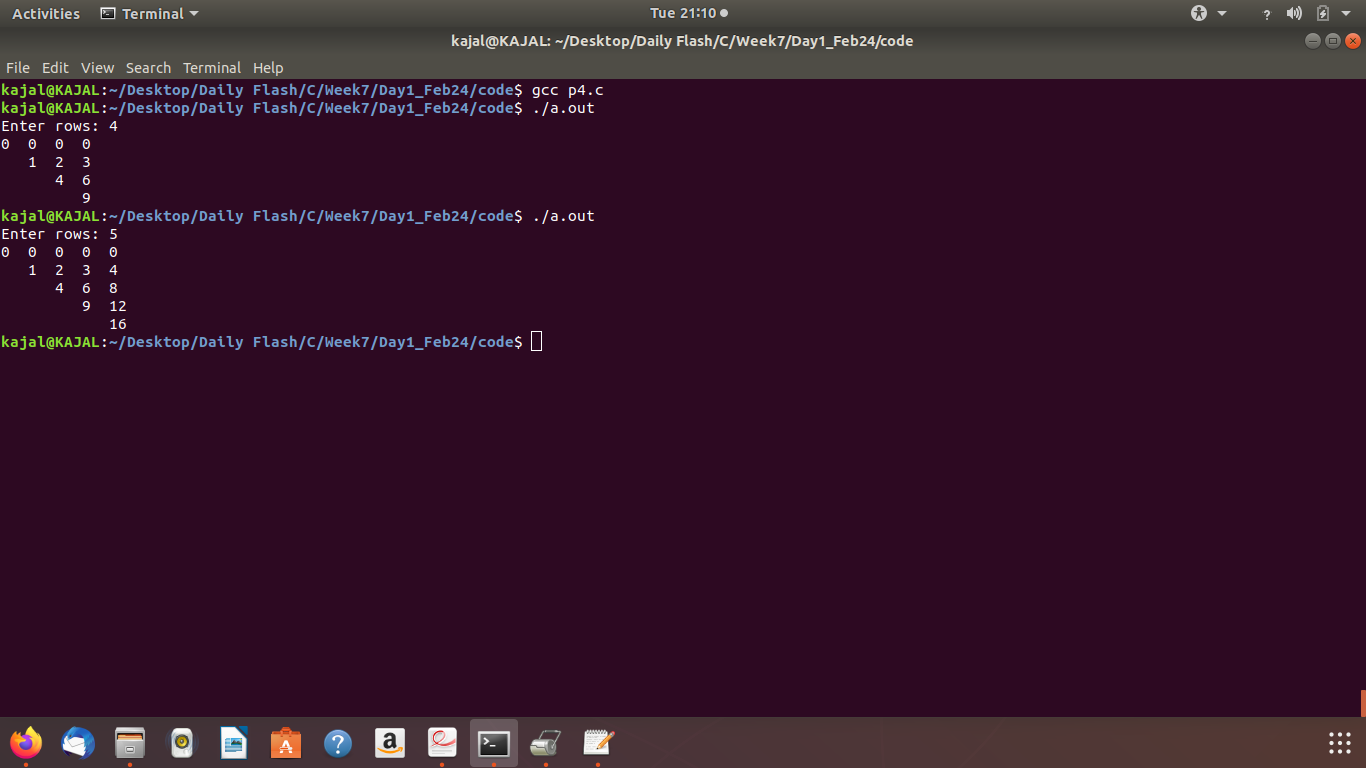 Activities Terminal Tue 21:10
kajal@KAJAL: ~/Desktop/Daily Flash/C/Week7/Day1_Feb24/code
File Edit View Search Terminal Help
kajal@KAJAL:~/Desktop/Daily Flash/C/Week7/Day1_Feb24/code$ gcc p4.c
kajal@KAJAL:~/Desktop/Daily Flash/C/Week7/Day1_Feb24/code$ ./a.out
Enter rows: 4
0  0  0  0
   1  2  3
      4  6
         9
kajal@KAJAL:~/Desktop/Daily Flash/C/Week7/Day1_Feb24/code$ ./a.out
Enter rows: 5
0  0  0  0  0
   1  2  3  4
      4  6  8
         9  12
            16
kajal@KAJAL:~/Desktop/Daily Flash/C/Week7/Day1_Feb24/code$